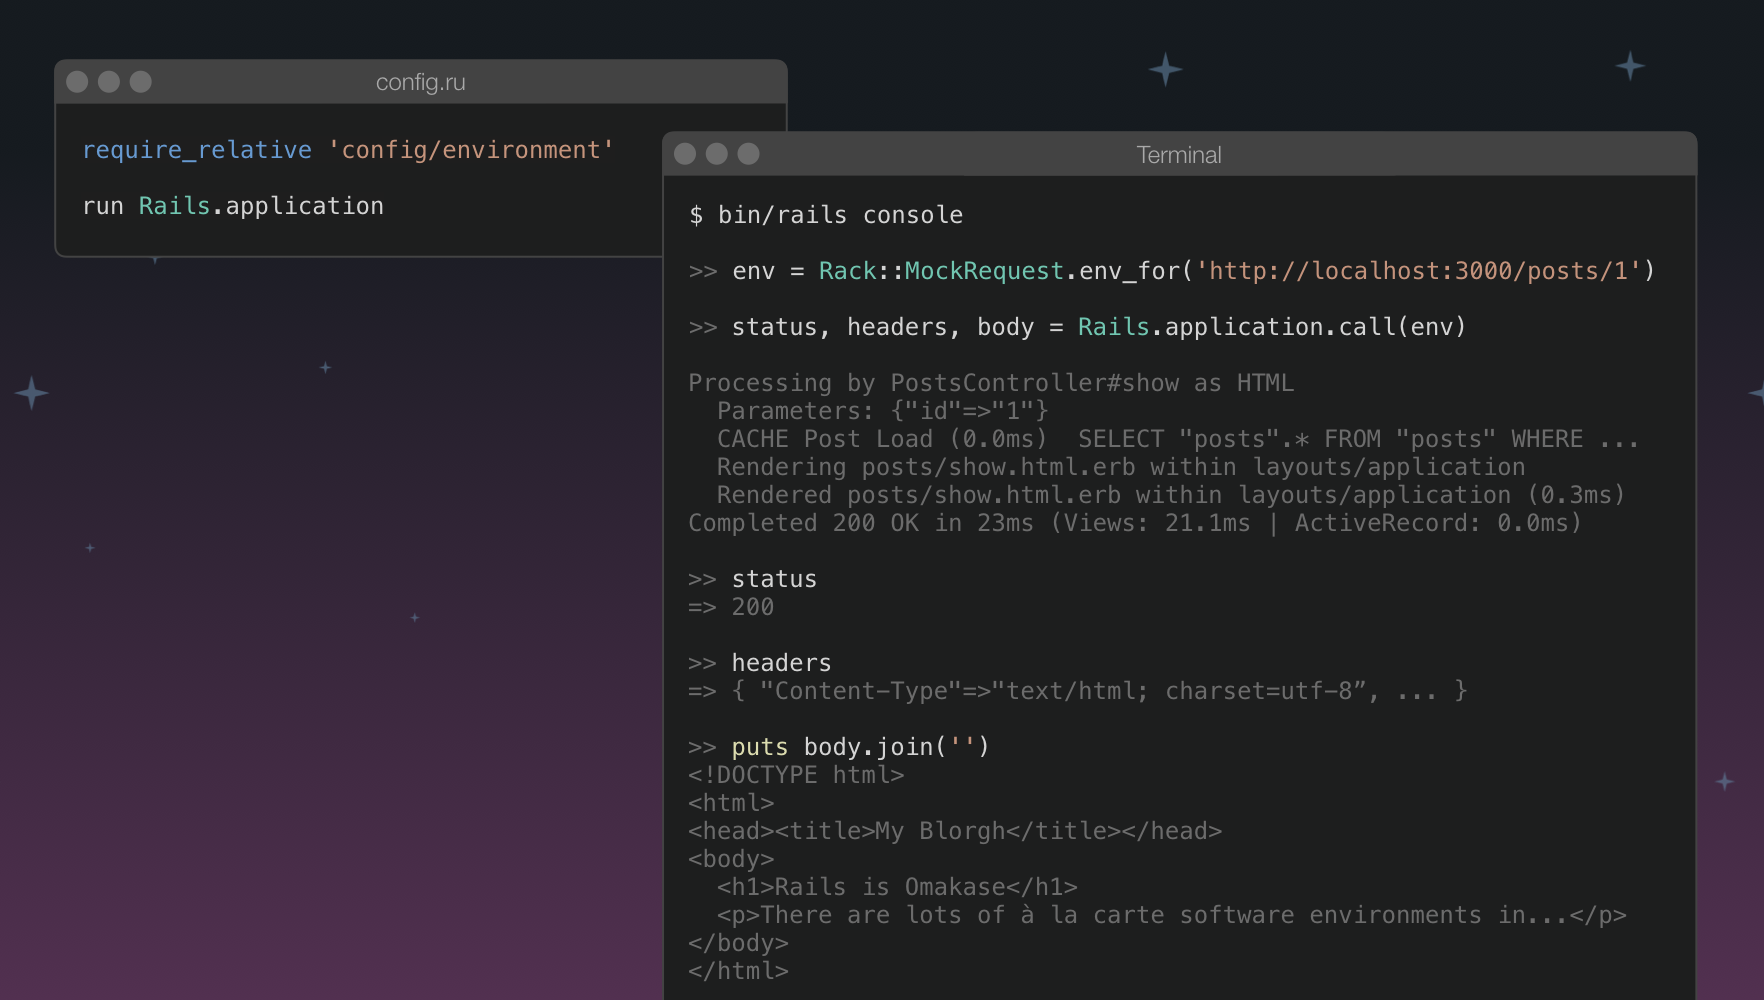 config.ru
require_relative 'config/environment'
run Rails.application
Terminal
$ bin/rails console
>> env = Rack::MockRequest.env_for('http://localhost:3000/posts/1')
>> status, headers, body = Rails.application.call(env)
Processing by PostsController#show as HTML
  Parameters: {"id"=>"1"}
  CACHE Post Load (0.0ms)  SELECT "posts".* FROM "posts" WHERE ...
  Rendering posts/show.html.erb within layouts/application
  Rendered posts/show.html.erb within layouts/application (0.3ms)
Completed 200 OK in 23ms (Views: 21.1ms | ActiveRecord: 0.0ms)
>> status
=> 200
>> headers
=> { "Content-Type"=>"text/html; charset=utf-8”, ... }
>> puts body.join('')
<!DOCTYPE html>
<html>
<head><title>My Blorgh</title></head>
<body>
  <h1>Rails is Omakase</h1>
  <p>There are lots of à la carte software environments in...</p>
</body>
</html>